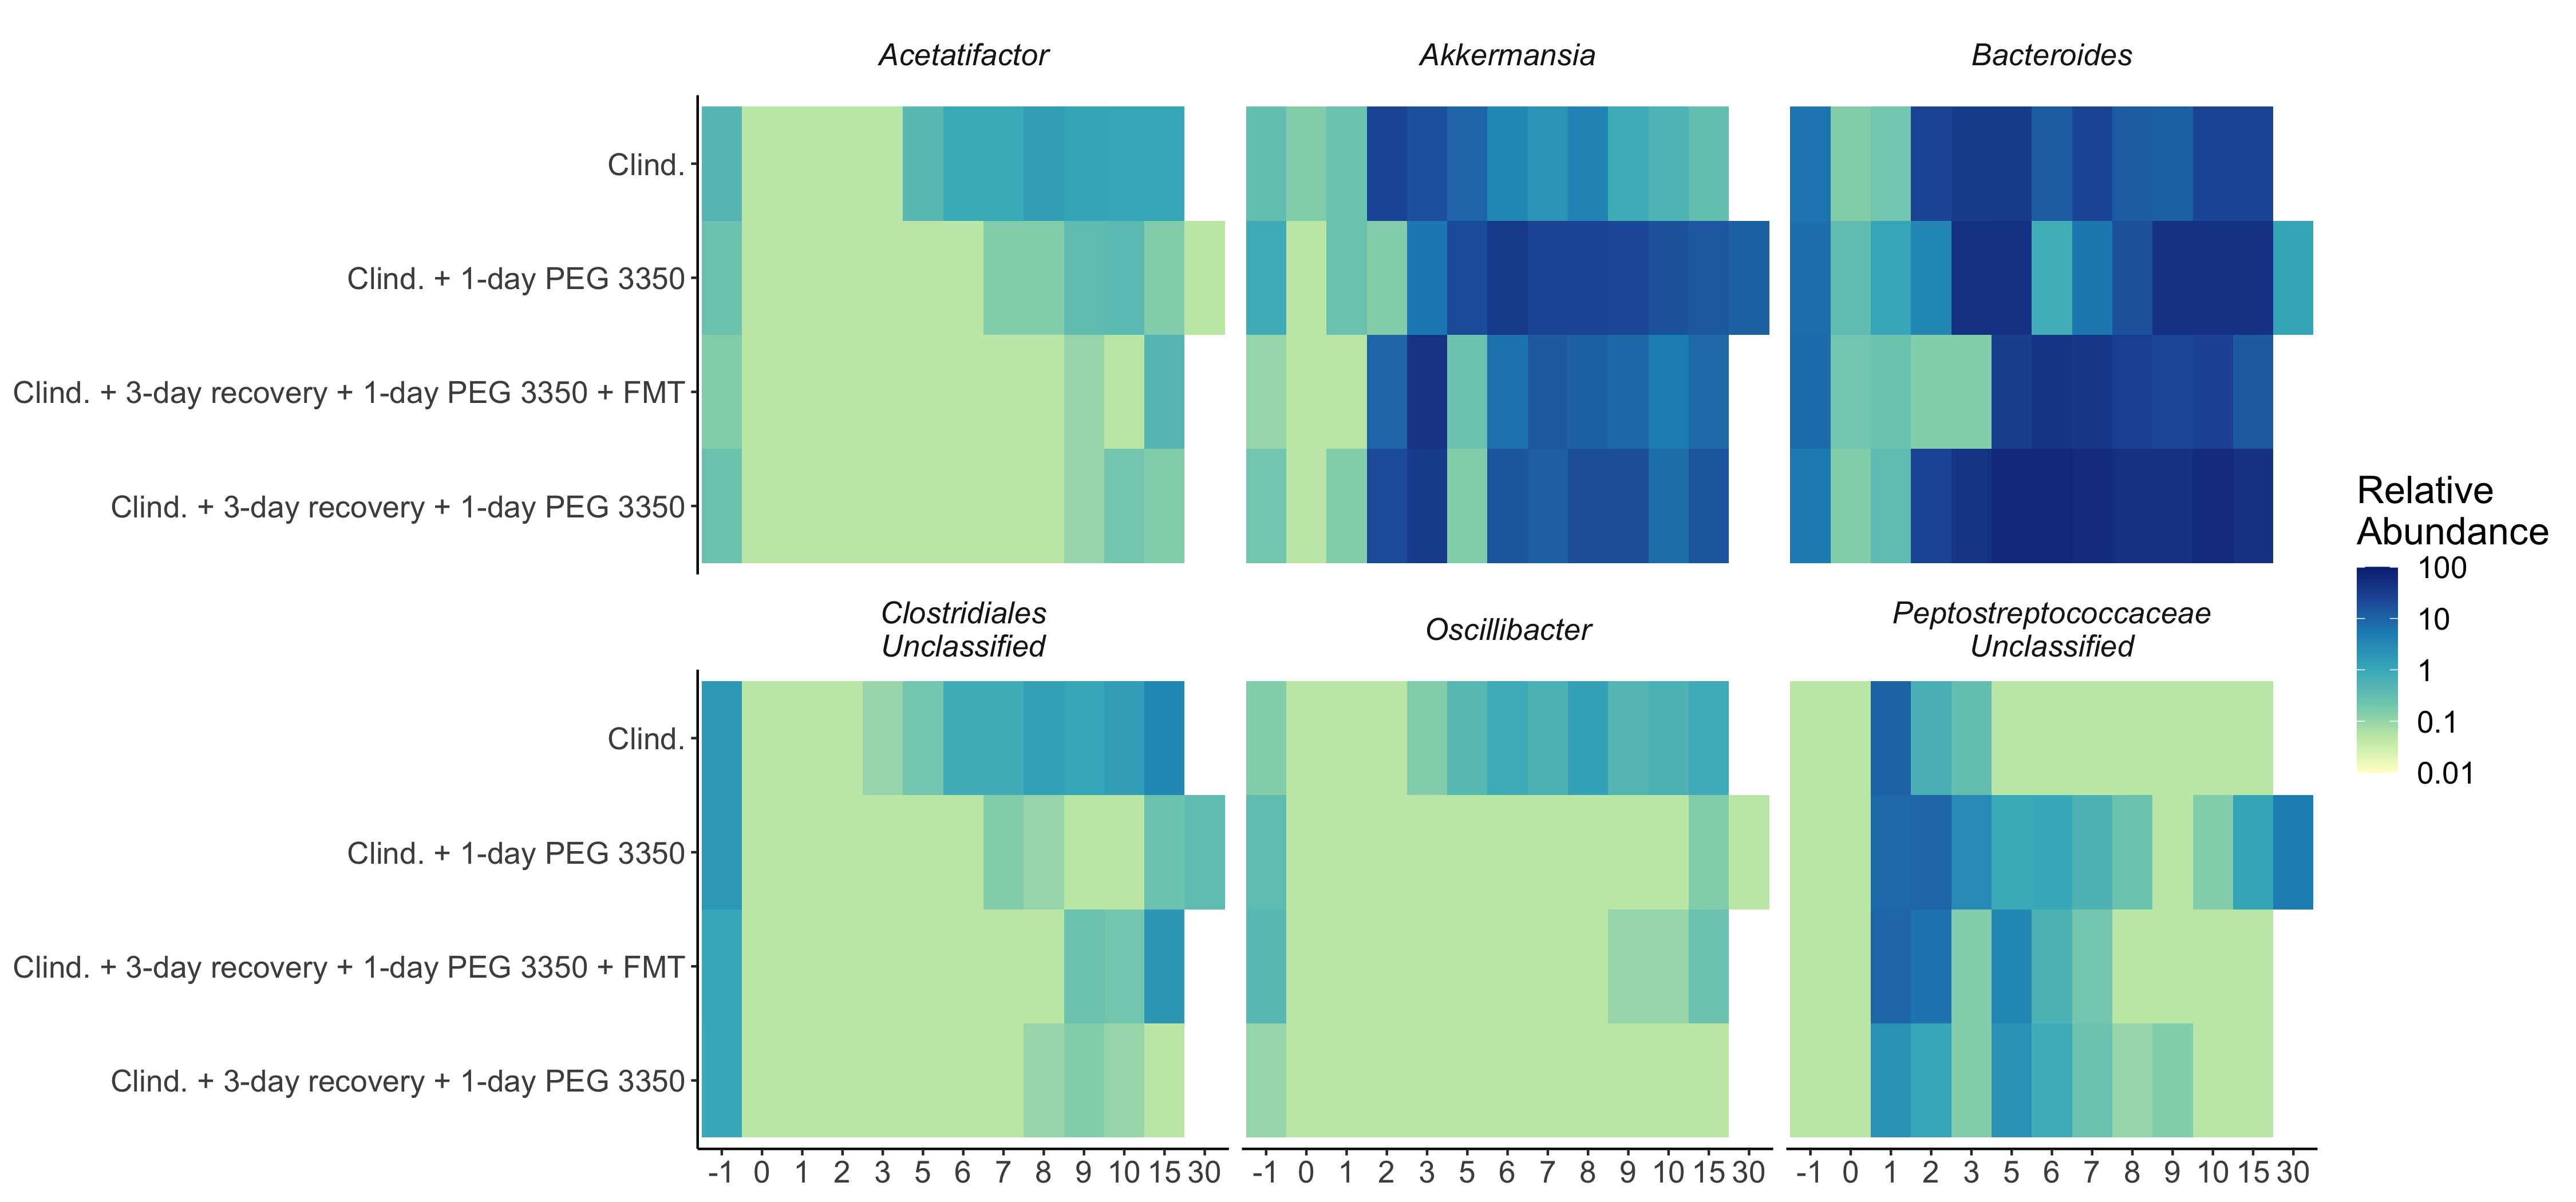 Acetatifactor
Akkermansia
Bacteroides
Clind.
Clind. + 1-day PEG 3350
Clind. + 3-day recovery + 1-day PEG 3350 + FMT
Clind. + 3-day recovery + 1-day PEG 3350
Clostridiales
Unclassified
Oscillibacter
Peptostreptococcaceae
Unclassified
Clind.
Clind. + 1-day PEG 3350
Clind. + 3-day recovery + 1-day PEG 3350 + FMT
Clind. + 3-day recovery + 1-day PEG 3350
-1 0 1 2 3 5 6 7 8 9 10 15 30
-1 0 1 2 3 5 6 7 8 9 10 15 30
-1 0 1 2 3 5 6 7 8 9 10 15 30
Relative
Abundance
100
10
1
0.1
0.01